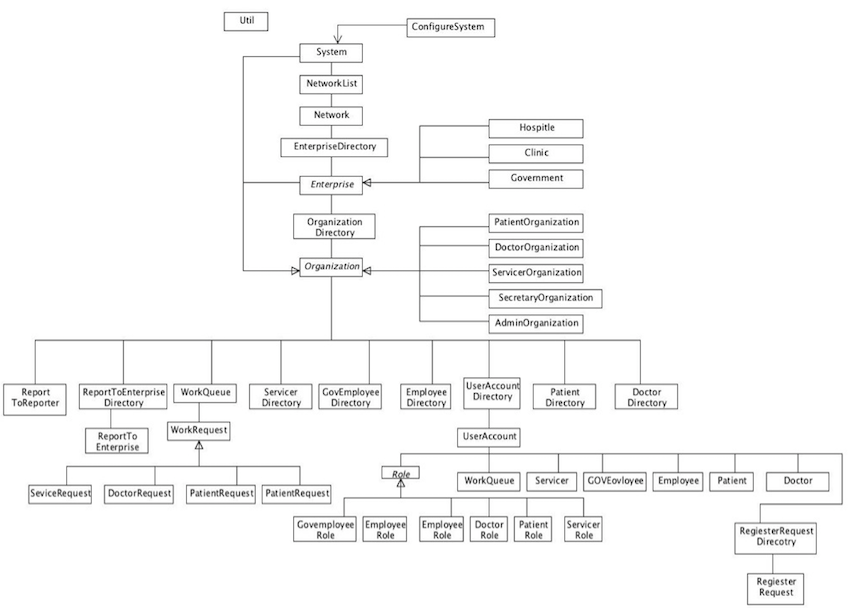 Util
ConfigureSystem
System
NetworkList
Network
EnterpriseDirectory
Hospitle
Clinic
Government
Enterprise
Organization
Directory
PatientOrganization
DoctorOrganization
ServicerOrganization
SecretaryOrganization
AdminOrganization
Organization
Report
ToReporter
ReportToEnterprise
Directory
WorkQueue
Servicer
Directory
GovEmployee
Directory
Employee
Directory
UserAccount
Directory
Patient
Directory
Doctor
Directory
ReportTo
Enterprise
WorkRequest
UserAccount
SeviceRequest
DoctorRequest
PatientRequest
PatientRequest
Role
WorkQueue
Servicer
GOVEovloyee
Employee
Patient
Doctor
Govemployee
Role
Employee
Role
Employee
Role
Doctor
Role
Patient
Role
Servicer
Role
RegiesterRequest
Direcotry
Regiester
Request